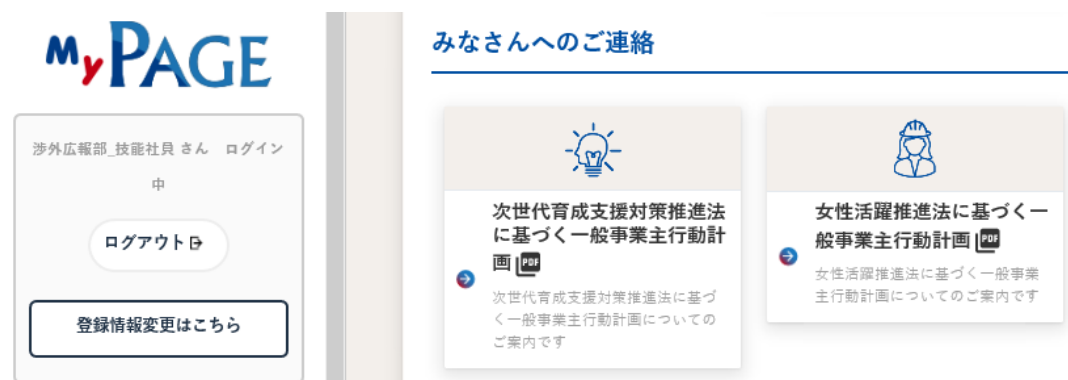 MyPAGE
渉外広報部_技能社員 さん　ログイン
中
ログアウト
登録情報変更はこちら
みなさんへのご連絡
次世代育成支援対策推進法
に基づく一般事業主行動計
画 PDF
次世代育成支援対策推進法に基づ
く一般事業主行動計画についての
ご案内です
女性活躍推進法に基づく一
般事業主行動計画 PDF
女性活躍推進法に基づく一般事業
主行動計画についてのご案内です